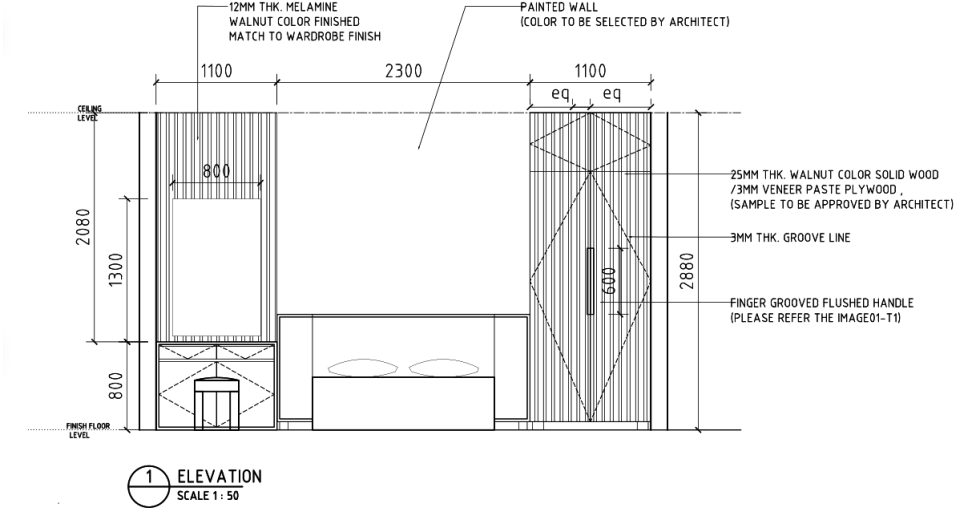 12MM THK. MELAMINE
WALNUT COLOR FINISHED
MATCH TO WARDROBE FINISH
PAINTED WALL
(COLOR TO BE SELECTED BY ARCHITECT)
1100
2300
1100
eq
eq
CEILING
LEVEL
800
25MM THK. WALNUT COLOR SOLID WOOD
/3MM VENEER PASTE PLYWOOD ,
(SAMPLE TO BE APPROVED BY ARCHITECT)
2080
3MM THK. GROOVE LINE
1300
600
2880
FINGER GROOVED FLUSHED HANDLE
(PLEASE REFER THE IMAGE01-T1)
800
FINISH FLOOR
LEVEL
1
ELEVATION
SCALE 1 : 50